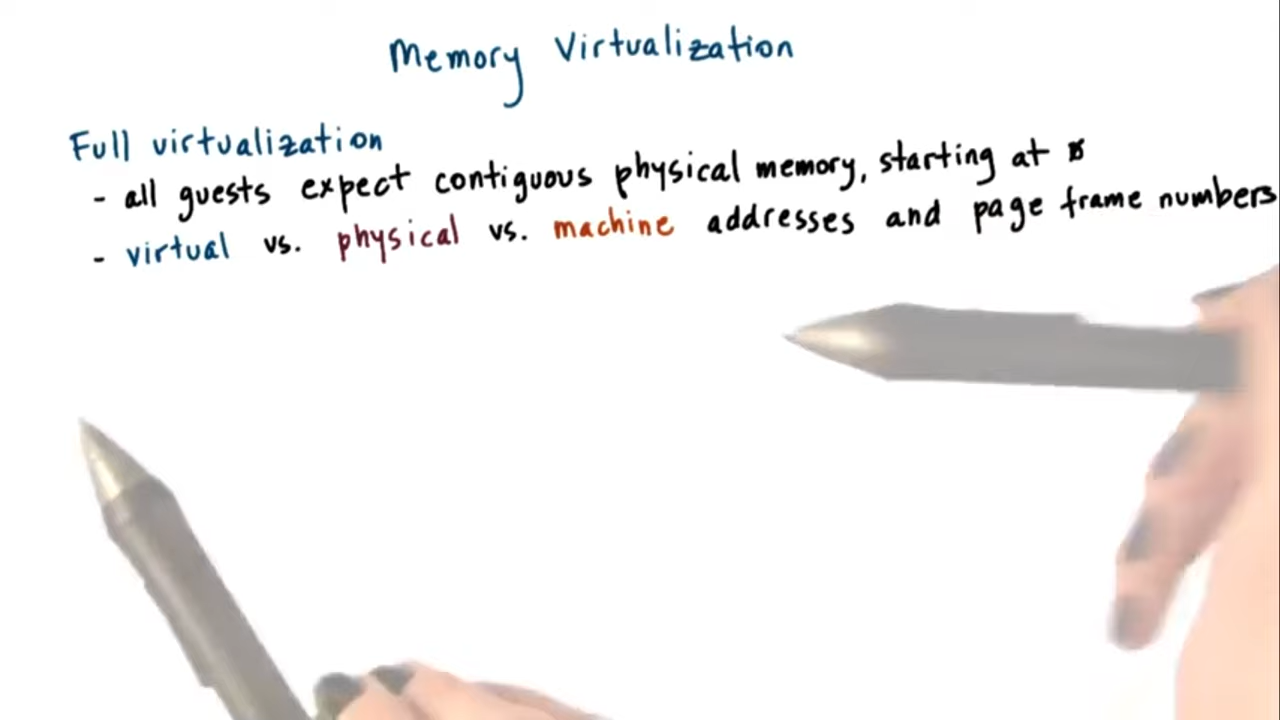 Memory Virtualization
Full virtualization
- all guests expect contiguous physical memory, starting at
- virtual vs. physical vs. machine addresses and page frame numbers